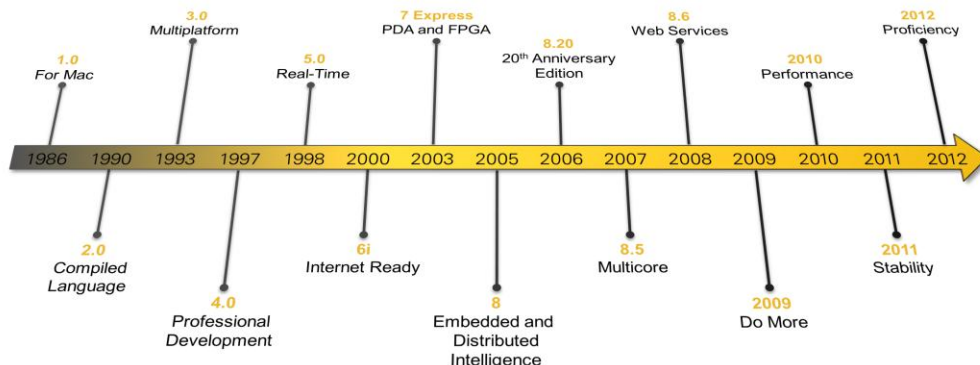 1.0
For Mac
3.0
Multiplatform
5.0
Real-Time
7 Express
PDA and FPGA
8.20
20th Anniversary
Edition
8.6
Web Services
2010
Performance
2012
Proficiency
1986 1990 1993 1997 1998 2000 2003 2005 2006 2007 2008 2009 2010 2011 2012
2.0
Compiled
Language
4.0
Professional
Development
6i
Internet Ready
8
Embedded and
Distributed
Intelligence
8.5
Multicore
2009
Do More
2011
Stability